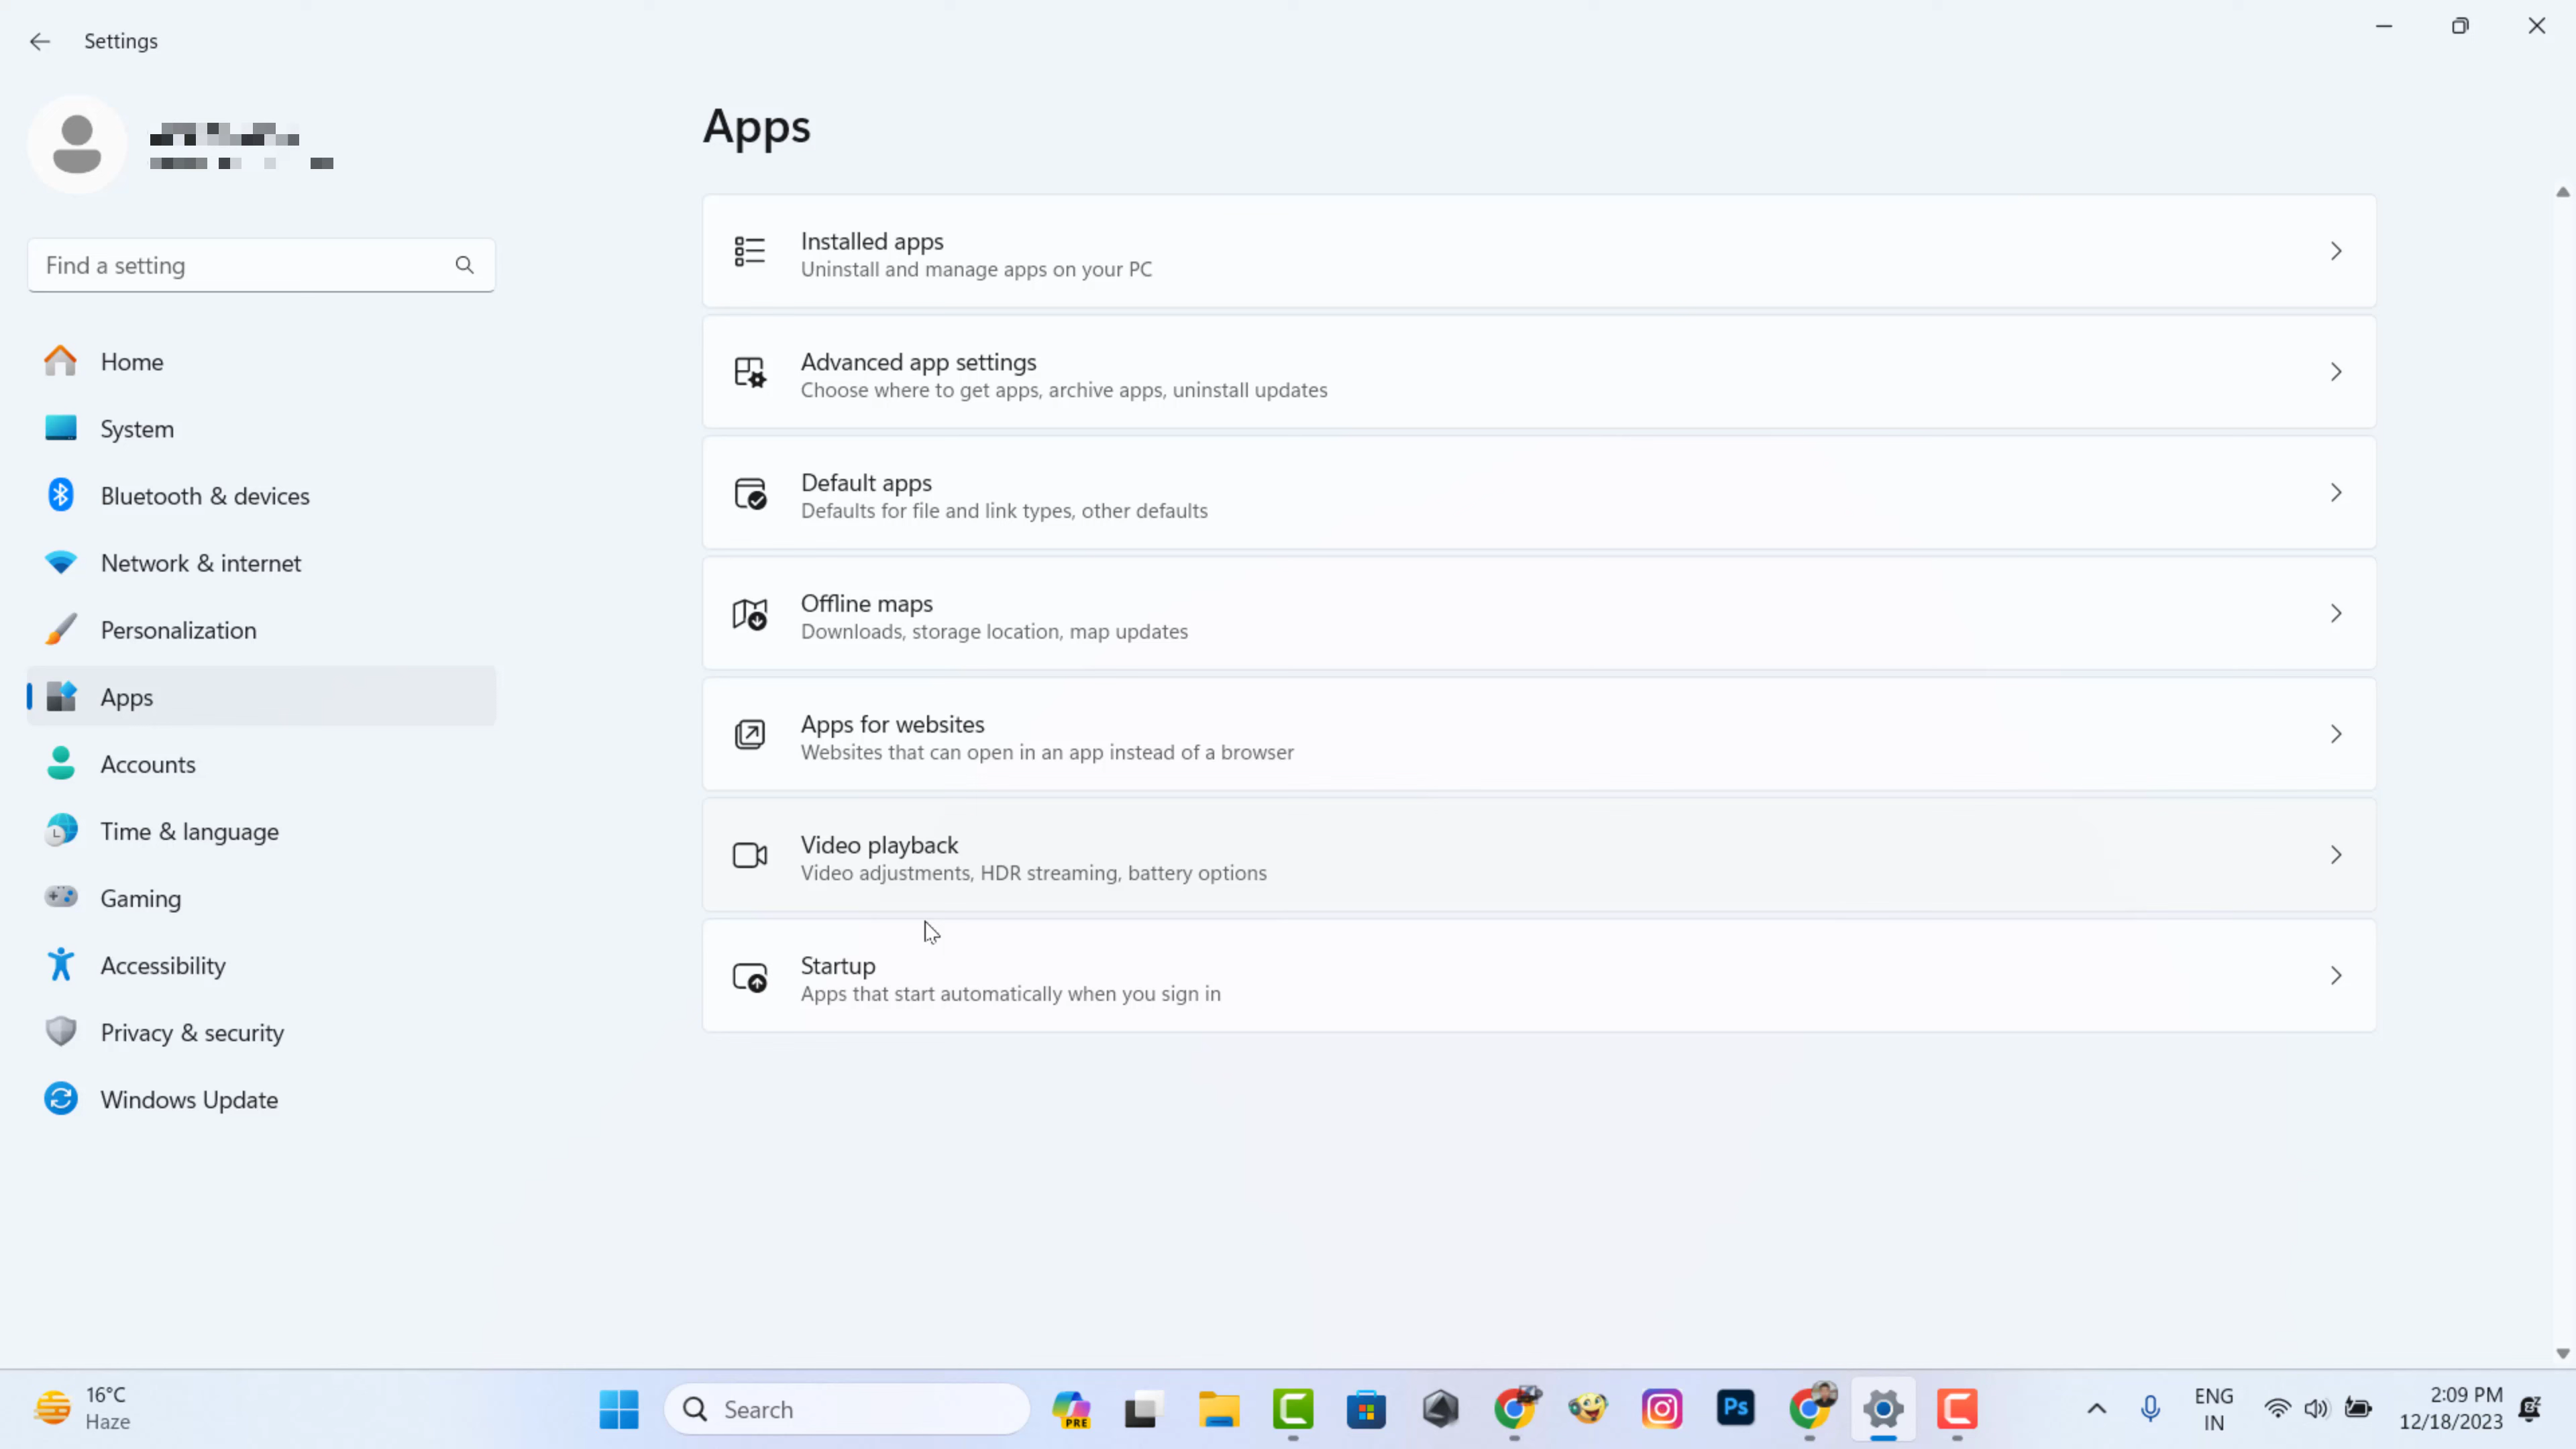 Settings
Find a setting
Home
System
Bluetooth & devices
Network & internet
Personalization
Apps
Accounts
Time & language
Gaming
Accessibility
Privacy & security
Windows Update
Apps
Installed apps
Uninstall and manage apps on your PC
Advanced app settings
Choose where to get apps, archive apps, uninstall updates
Default apps
Defaults for file and link types, other defaults
Offline maps
Downloads, storage location, map updates
Apps for websites
Websites that can open in an app instead of a browser
Video playback
Video adjustments, HDR streaming, battery options
Startup
Apps that start automatically when you sign in
16°C
Haze
Search
PRE
Ps
ENG
IN
2:09 PM
12/18/2023